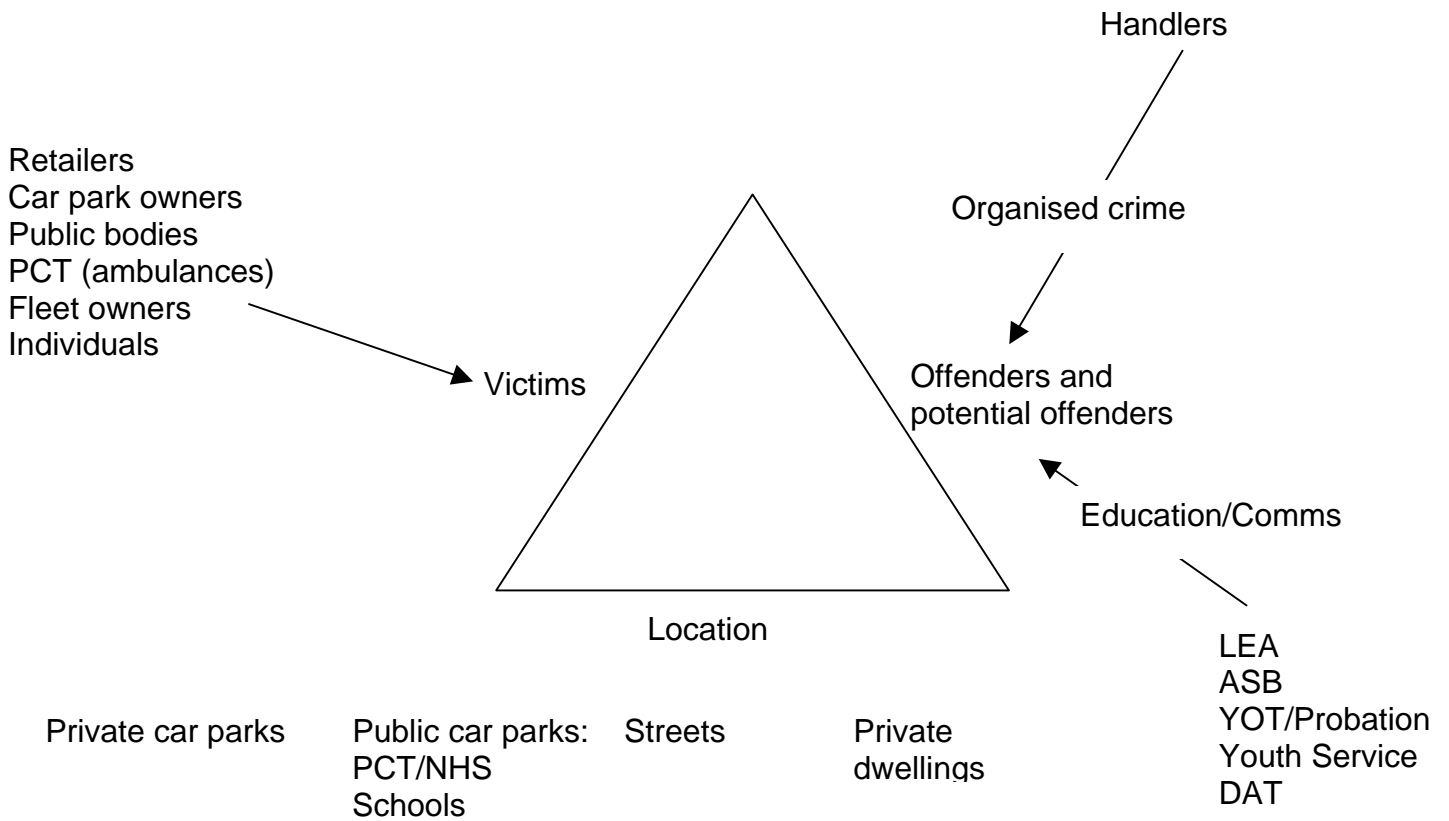 Handlers
Retailers
Car park owners
Public bodies
PCT (ambulances)
Fleet owners
Individuals
Organised crime
Victims
Offenders and
potential offenders
Education/Comms
Location
LEA
ASB
YOT/Probation
Youth Service
DAT
Private car parks
Public car parks:
PCT/NHS
Schools
Streets
Private
dwellings